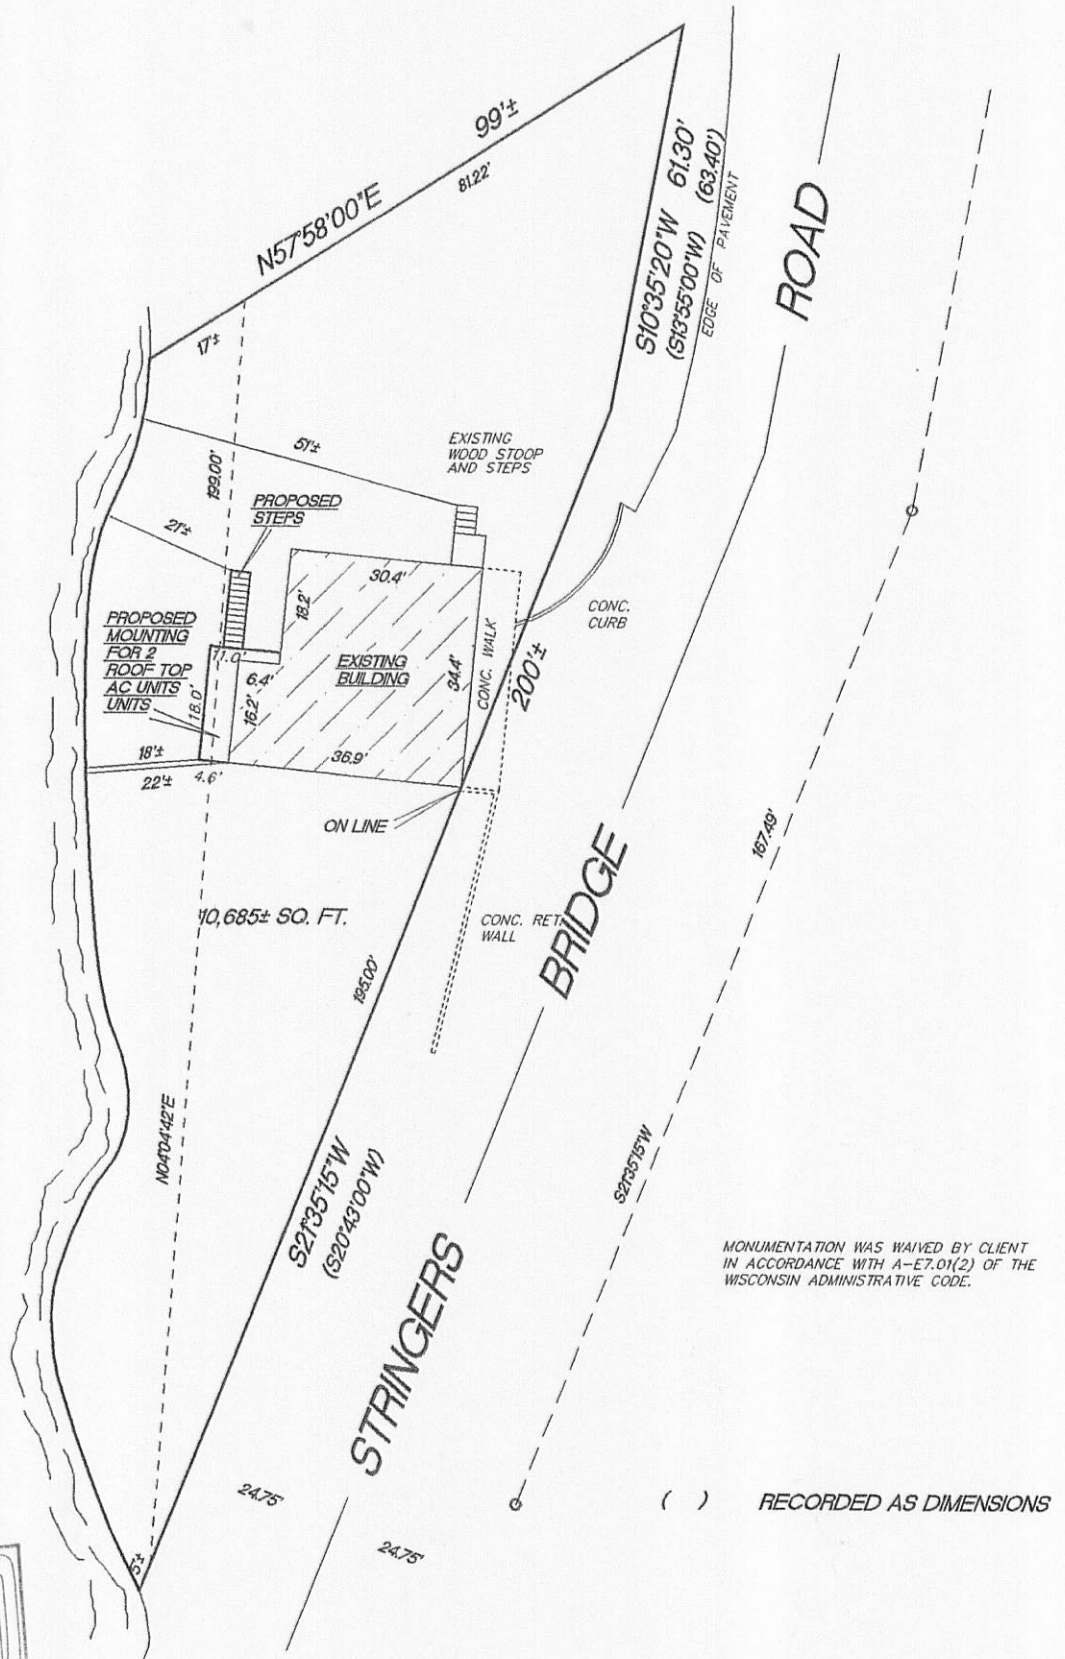 99'±
81.22'
N57°58'00"E
17'±
S10°35'20"W 61.30'
(S13°55'00"W) (63.40')
EDGE OF PAVEMENT
ROAD
51'±
199.00'
21'±
EXISTING
WOOD STOOP
AND STEPS
PROPOSED
STEPS
30.4'
18.2'
CONC.
CURB
PROPOSED
MOUNTING
FOR 2
ROOF TOP
AC UNITS
UNITS
11.0'
6.4'
16.2'
18.0'
EXISTING
BUILDING
34.4'
CONC. WALK
200'±
18'±
22'±
4.6'
36.9'
ON LINE
167.49'
BRIDGE
10,685± SQ. FT.
CONC. RET.
WALL
195.00'
N04°04'42"E
S21°35'15"W
(S20°43'00"W)
S21°35'15"W
STRINGERS
MONUMENTATION WAS WAIVED BY CLIENT
IN ACCORDANCE WITH A-E7.01(2) OF THE
WISCONSIN ADMINISTRATIVE CODE.
24.75'
24.75'
( ) RECORDED AS DIMENSIONS
5'±